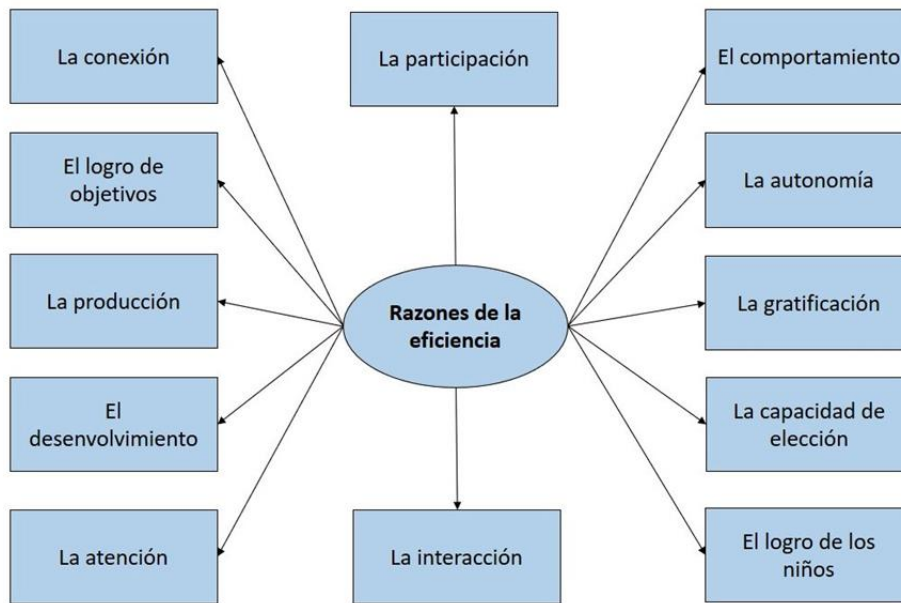 La conexión
La participación
El comportamiento
El logro de
objetivos
La autonomía
La producción
Razones de la
eficiencia
La gratificación
El
desenvolvimiento
La capacidad de
elección
La atención
La interacción
El logro de los
niños